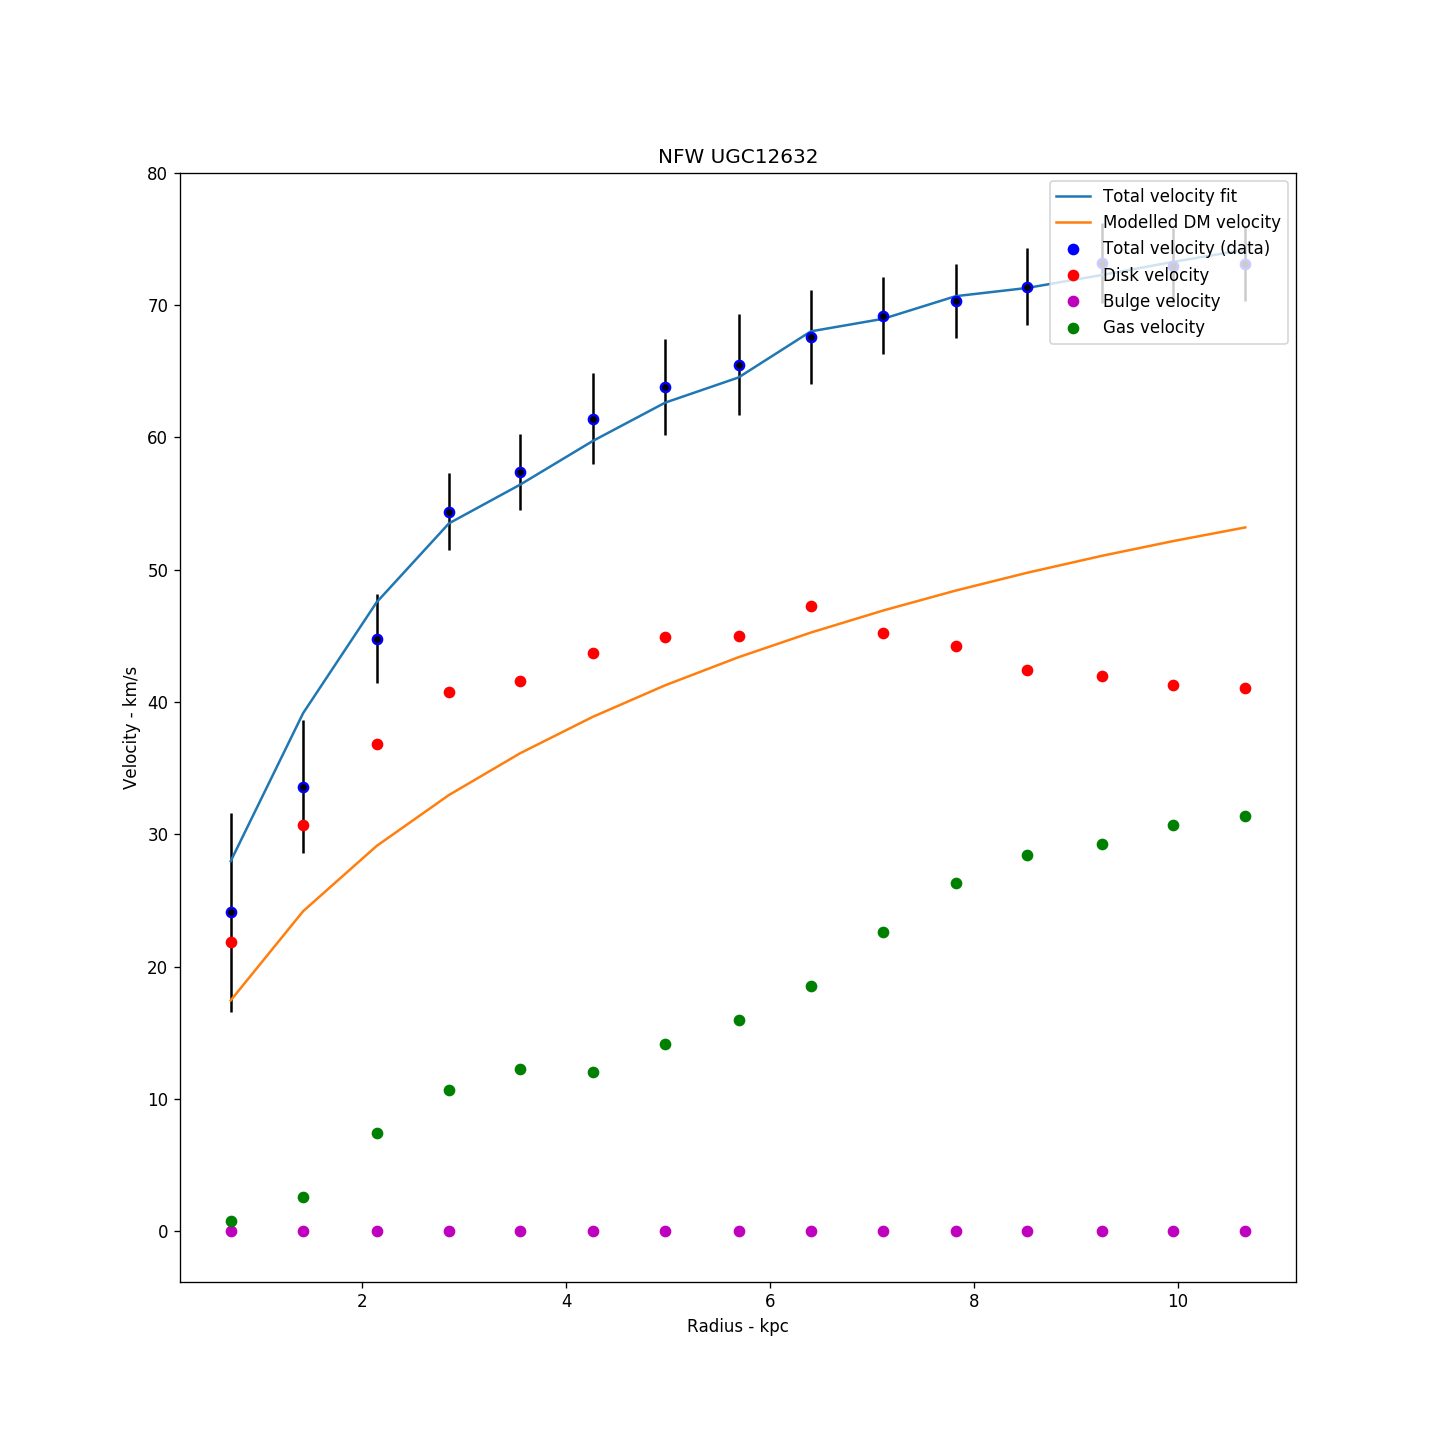 NFW UGC12632
80
70
60
50
40
30
20
10
0
Velocity - km/s
Total velocity fit
Modelled DM velocity
Total velocity (data)
Disk velocity
Bulge velocity
Gas velocity
2 4 6 8 10
Radius - kpc